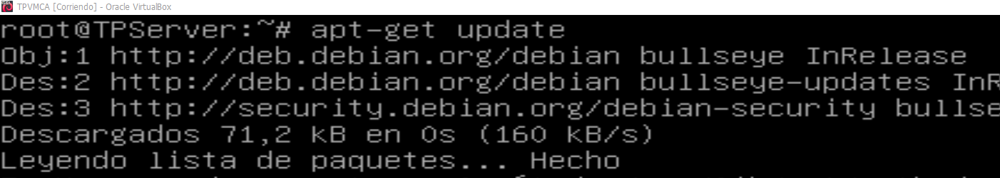 TPVMCA [Corriendo] - Oracle VirtualBox
root@TPServer:~# apt-get update
Obj:1 http://deb.debian.org/debian bullseye InRelease
Des:2 http://deb.debian.org/debian bullseye-updates InR
Des:3 http://security.debian.org/debian-security bullse
Descargados 71,2 kB en 0s (160 kB/s)
Leyendo lista de paquetes... Hecho